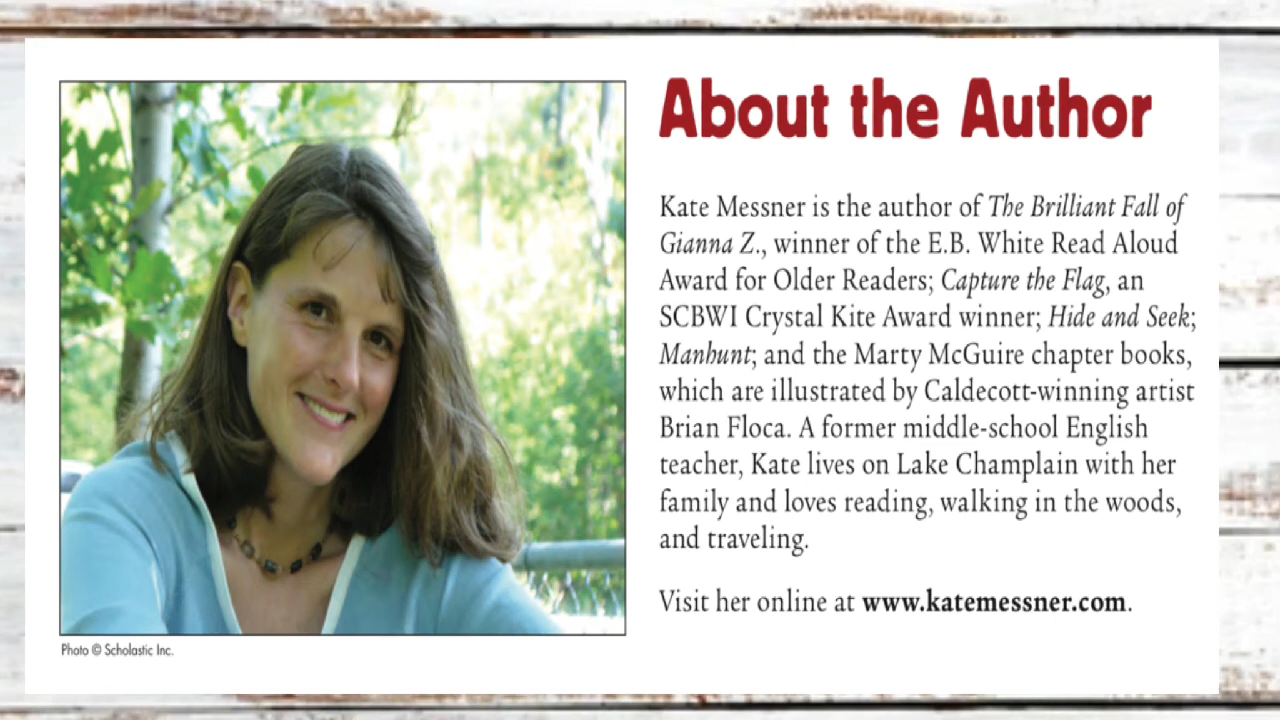 About the Author
Kate Messner is the author of The Brilliant Fall of
Gianna Z., winner of the E.B. White Read Aloud
Award for Older Readers; Capture the Flag, an
SCBWI Crystal Kite Award winner; Hide and Seek;
Manhunt; and the Marty McGuire chapter books,
which are illustrated by Caldecott-winning artist
Brian Floca. A former middle-school English
teacher, Kate lives on Lake Champlain with her
family and loves reading, walking in the woods,
and traveling.
Visit her online at www.katemessner.com.
Photo © Scholastic Inc.